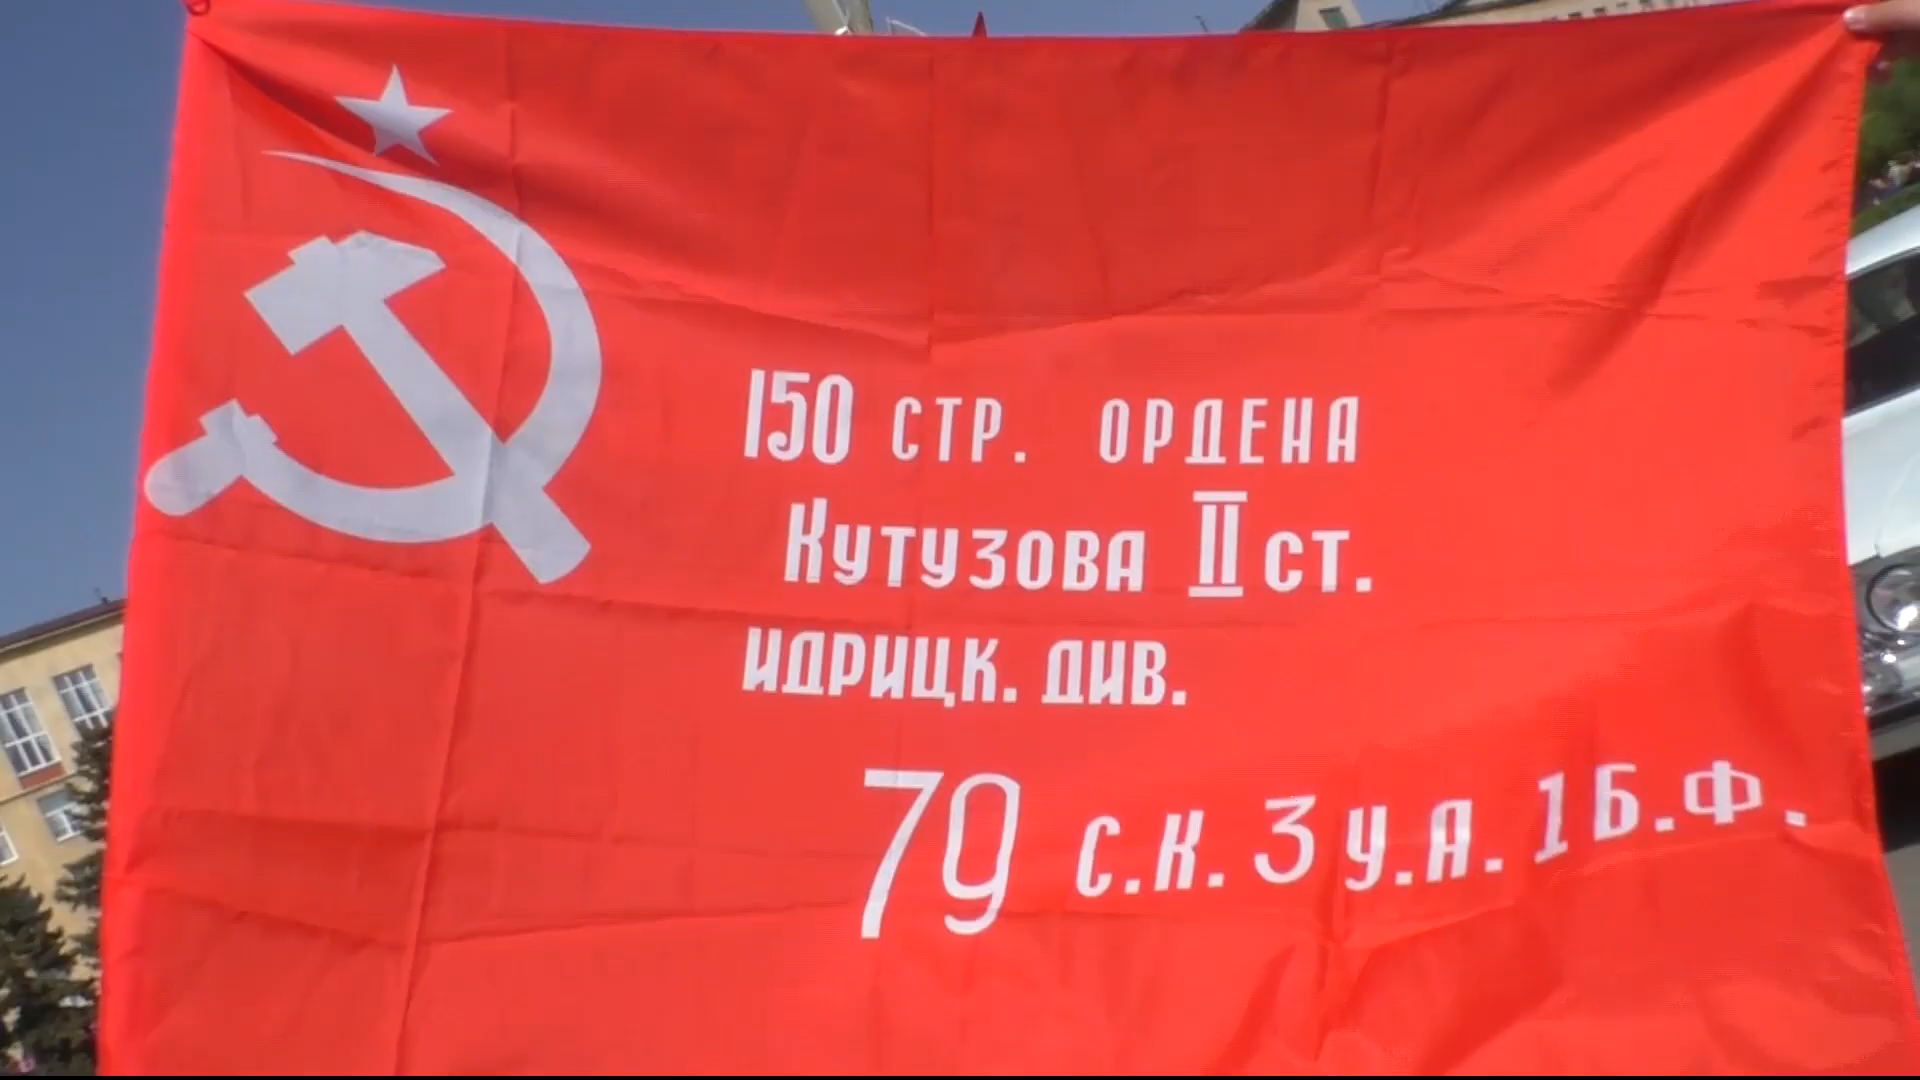 150 СТР. ОРДЕНА
КУТУЗОВА II СТ.
ИДРИЦК. ДИВ.
79 С.К. 3 У.А. 1 Б.Ф.